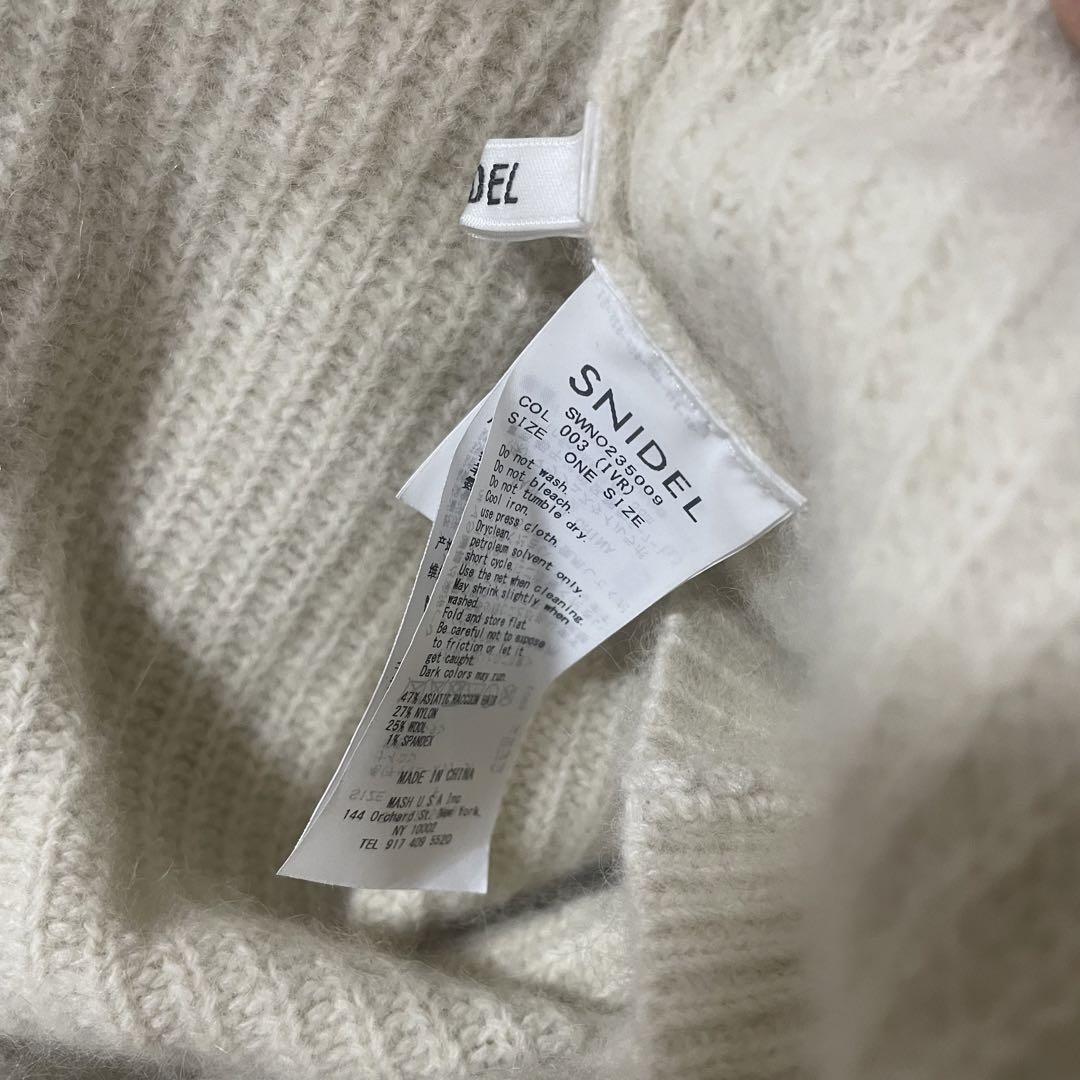 DEL
SNIDEL
SWNO235009
COL 003 (IVR)
SIZE ONE SIZE
Do not wash.
Do not bleach.
Do not tumble dry.
Cool iron.
use press cloth.
Dryclean.
petroleum solvent only.
short cycle.
Use the net when cleaning.
May shrink slightly when
washed.
Fold and store flat.
Be careful not to expose
to friction or let it
get caught.
Dark colors may run.
47% ASIATIC RACCOON HAIR
27% NYLON
25% WOOL
1% SPANDEX
MADE IN CHINA
MASH U.S.A Inc
144 Orchard St. New York,
NY 10002
TEL 917 409 5520